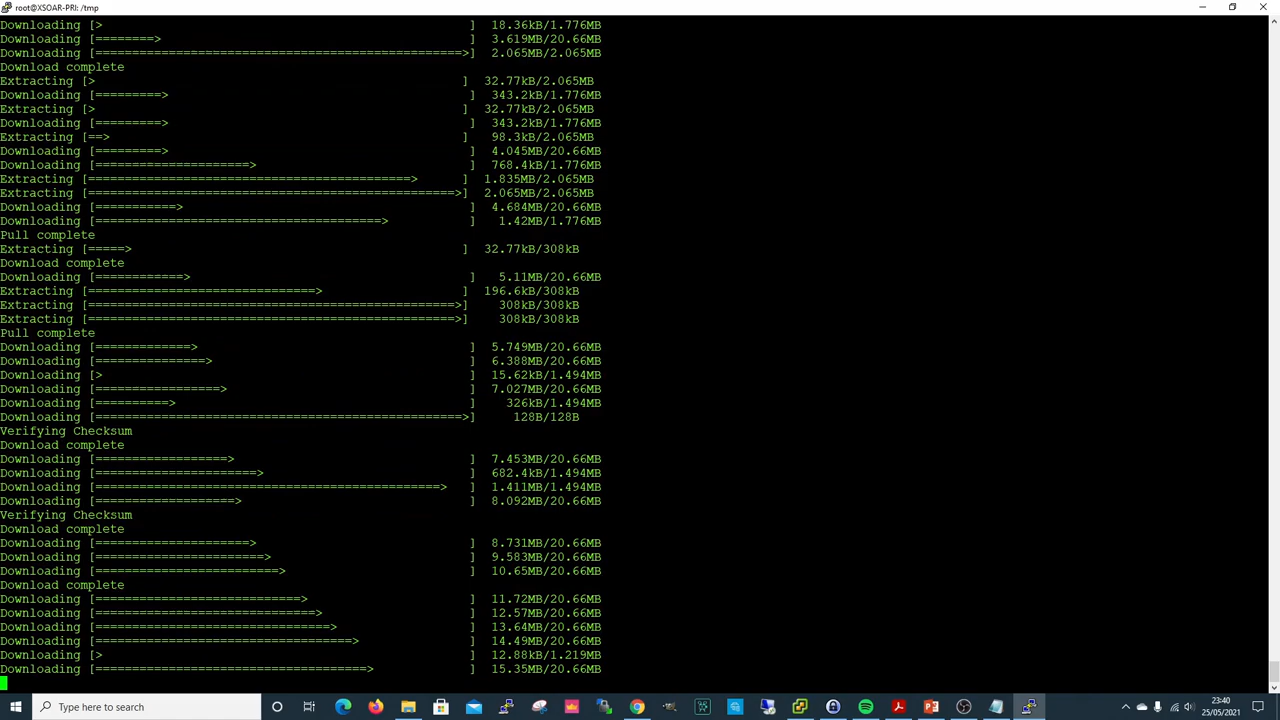 root@XSOAR-PRI: /tmp
Downloading [>                                                  ]  18.36kB/1.776MB
Downloading [========>                                          ]  3.619MB/20.66MB
Downloading [==================================================>]  2.065MB/2.065MB
Download complete
Extracting [>                                                  ]  32.77kB/2.065MB
Downloading [=========>                                         ]  343.2kB/1.776MB
Extracting [>                                                  ]  32.77kB/2.065MB
Downloading [=========>                                         ]  343.2kB/1.776MB
Extracting [==>                                                ]  98.3kB/2.065MB
Downloading [=========>                                         ]  4.045MB/20.66MB
Downloading [=====================>                             ]  768.4kB/1.776MB
Extracting [============================================>      ]  1.835MB/2.065MB
Extracting [==================================================>]  2.065MB/2.065MB
Downloading [===========>                                       ]  4.684MB/20.66MB
Downloading [=======================================>           ]   1.42MB/1.776MB
Pull complete
Extracting [=====>                                             ]  32.77kB/308kB
Download complete
Downloading [============>                                      ]   5.11MB/20.66MB
Extracting [===============================>                   ]  196.6kB/308kB
Extracting [==================================================>]    308kB/308kB
Extracting [==================================================>]    308kB/308kB
Pull complete
Downloading [=============>                                     ]  5.749MB/20.66MB
Downloading [===============>                                   ]  6.388MB/20.66MB
Downloading [>                                                  ]  15.62kB/1.494MB
Downloading [=================>                                 ]  7.027MB/20.66MB
Downloading [==========>                                        ]    326kB/1.494MB
Downloading [==================================================>]     128B/128B
Verifying Checksum
Download complete
Downloading [==================>                                ]  7.453MB/20.66MB
Downloading [======================>                            ]  682.4kB/1.494MB
Downloading [===============================================>   ]  1.411MB/1.494MB
Downloading [===================>                               ]  8.092MB/20.66MB
Verifying Checksum
Download complete
Downloading [=====================>                             ]  8.731MB/20.66MB
Downloading [=======================>                           ]  9.583MB/20.66MB
Downloading [=========================>                         ]  10.65MB/20.66MB
Download complete
Downloading [============================>                      ]  11.72MB/20.66MB
Downloading [==============================>                    ]  12.57MB/20.66MB
Downloading [================================>                  ]  13.64MB/20.66MB
Downloading [===================================>               ]  14.49MB/20.66MB
Downloading [>                                                  ]  12.88kB/1.219MB
Downloading [=====================================>             ]  15.35MB/20.66MB
Type here to search
23:40
25/05/2021